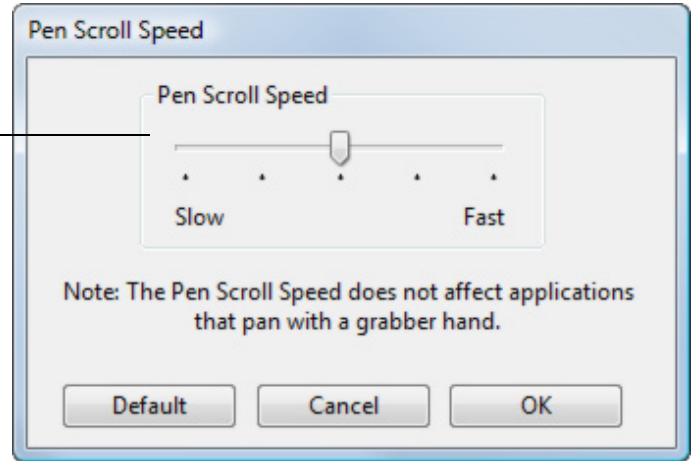 Pen Scroll Speed
Pen Scroll Speed
Slow Fast
Note: The Pen Scroll Speed does not affect applications
that pan with a grabber hand.
Default Cancel OK